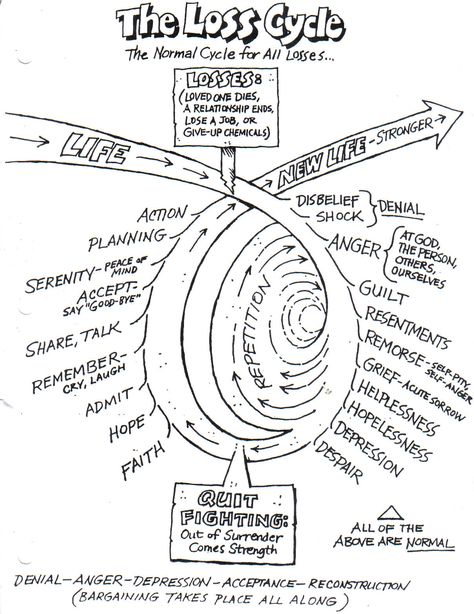 The Loss Cycle
The Normal Cycle for All Losses...
LOSSES:
(LOVED ONE DIES,
A RELATIONSHIP ENDS,
LOSE A JOB, OR
GIVE-UP CHEMICALS)
LIFE
NEW LIFE - STRONGER
DISBELIEF
SHOCK
DENIAL
ANGER
AT GOD,
THE PERSON,
OTHERS,
OURSELVES
GUILT
RESENTMENTS
REMORSE - SELF-PITY,
SELF-ANGER
GRIEF - ACUTE SORROW
HELPLESSNESS
HOPELESSNESS
DEPRESSION
DESPAIR
REPETITION
ACTION
PLANNING
SERENITY - PEACE OF
MIND
ACCEPT -
SAY "GOOD-BYE"
SHARE, TALK
REMEMBER -
CRY, LAUGH
ADMIT
HOPE
FAITH
QUIT
FIGHTING:
Out of Surrender
Comes Strength
ALL OF THE
ABOVE ARE NORMAL
DENIAL - ANGER - DEPRESSION - ACCEPTANCE - RECONSTRUCTION
(BARGAINING TAKES PLACE ALL ALONG)